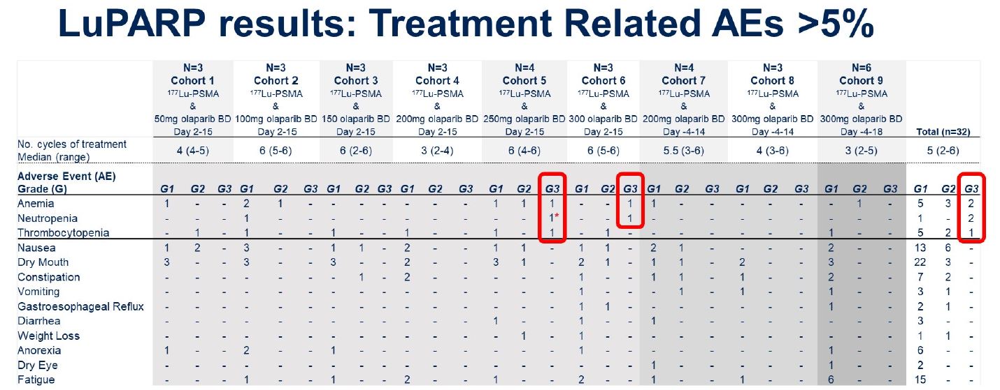 LuPARP results: Treatment Related AEs >5%
N=3 N=3 N=3 N=3 N=4 N=3 N=4 N=3 N=6
Cohort 1 Cohort 2 Cohort 3 Cohort 4 Cohort 5 Cohort 6 Cohort 7 Cohort 8 Cohort 9
¹⁷⁷Lu-PSMA ¹⁷⁷Lu-PSMA ¹⁷⁷Lu-PSMA ¹⁷⁷Lu-PSMA ¹⁷⁷Lu-PSMA ¹⁷⁷Lu-PSMA ¹⁷⁷Lu-PSMA ¹⁷⁷Lu-PSMA ¹⁷⁷Lu-PSMA
& & & & & & & & &
50mg olaparib BD 100mg olaparib BD 150 olaparib BD 200mg olaparib BD 250mg olaparib BD 300 olaparib BD 200mg olaparib BD 300mg olaparib BD 300mg olaparib BD
Day 2-15 Day 2-15 Day 2-15 Day 2-15 Day 2-15 Day 2-15 Day -4-14 Day -4-14 Day -4-18 Total (n=32)
No. cycles of treatment
Median (range) 4 (4-5) 6 (5-6) 6 (2-6) 3 (2-4) 6 (4-6) 6 (5-6) 5.5 (3-6) 4 (3-6) 3 (2-5) 5 (2-6)
Adverse Event (AE)
Grade (G) G1 G2 G3 G1 G2 G3 G1 G2 G3 G1 G2 G3 G1 G2 G3 G1 G2 G3 G1 G2 G3 G1 G2 G3 G1 G2 G3 G1 G2 G3
Anemia 1 - - 2 1 - - - - - - - 1 1 1 - - 1 1 - - - - - - 1 - 5 3 2
Neutropenia - - - 1 - - - - - - - - - - 1* - - 1 - - - - - - - - - 1 - 2
Thrombocytopenia - 1 - 1 - - 1 - - 1 - - 1 - 1 - 1 - - - - - - - 1 - - 5 2 1
Nausea 1 2 - 3 - - 1 1 - 2 - - 1 1 - 1 1 - 2 1 - - - - 2 - - 13 6 -
Dry Mouth 3 - - 3 - - 3 - - 2 - - 3 1 - 2 1 - 1 1 - 2 - - 3 - - 22 3 -
Constipation - - - - - - - 1 - 2 - - - - - 1 - - 1 1 - 1 - - 2 - - 7 2 -
Vomiting - - - - - - - - - - - - - - - 1 - - - 1 - 1 - - 1 - - 3 1 -
Gastroesophageal Reflux - - - - - - - - - - - - - - - 1 1 - - - - - - - 1 - - 2 1 -
Diarrhea - - - - - - - - - - - - 1 - - 1 - - 1 - - - - - - - - 3 - -
Weight Loss - - - - - - - - - - - - - 1 - 1 - - - - - - - - - - - 1 1 -
Anorexia 1 - - 2 - - 1 - - - - - - - - 1 - - - - - - - - 1 - - 6 - -
Dry Eye - - - - - - - - - - - - - - - - - - 1 - - - - - 1 - - 2 - -
Fatigue - - - 1 - - 1 - - 2 - - 1 - - 2 - - 1 - - 1 - - 6 - - 15 - -